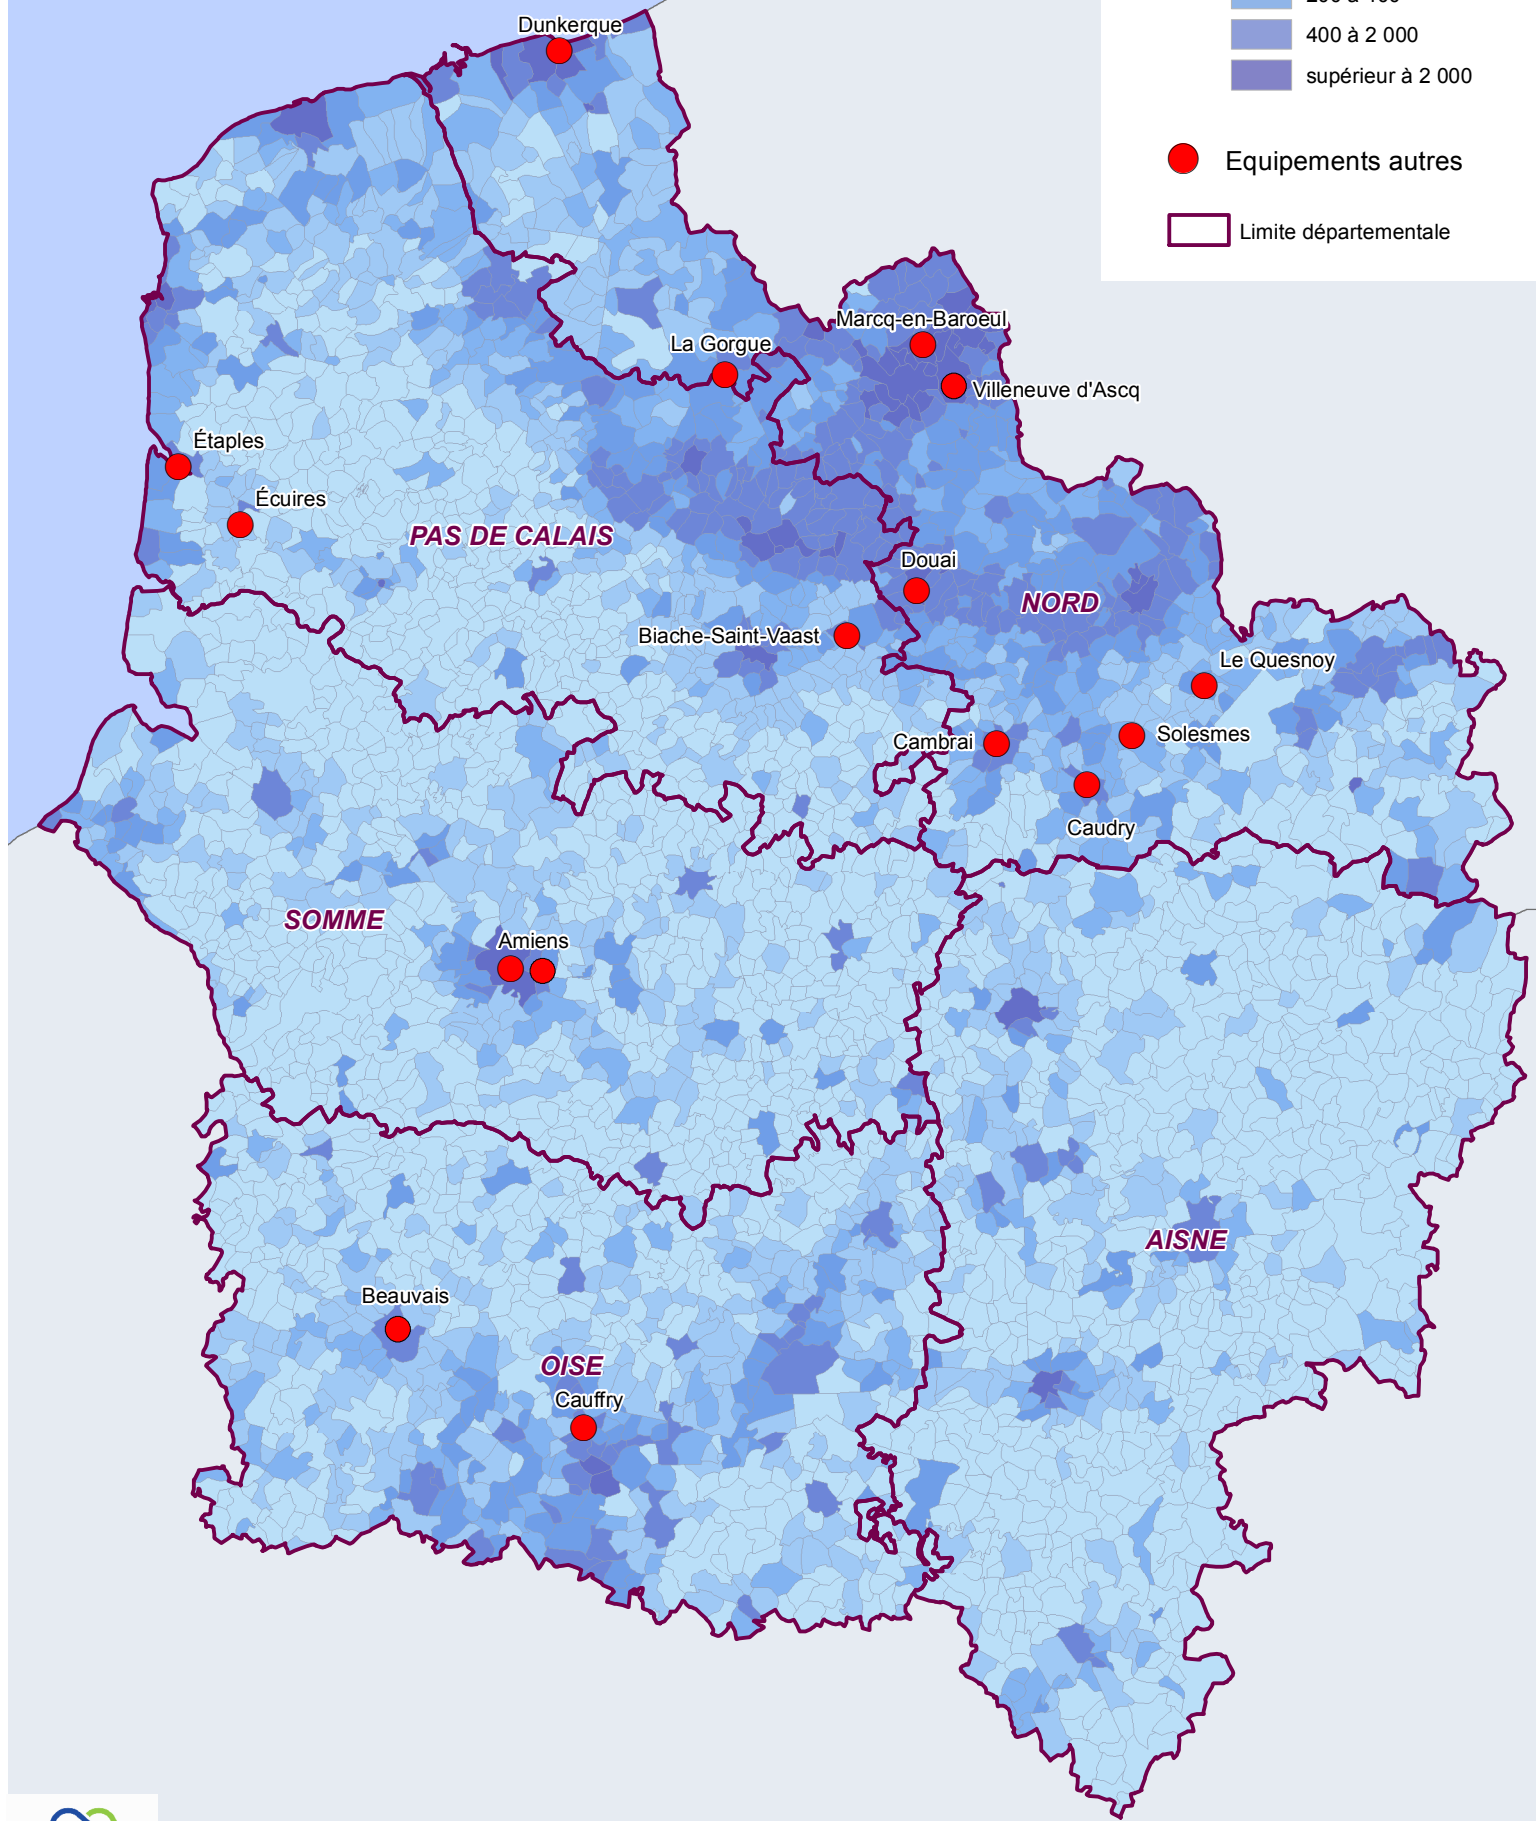 400 à 2 000
supérieur à 2 000
Equipements autres
Limite départementale
Dunkerque
Marcq-en-Baroeul
La Gorgue
Villeneuve d'Ascq
Étaples
Écuires
PAS DE CALAIS
Douai
NORD
Biache-Saint-Vaast
Le Quesnoy
Cambrai
Solesmes
Caudry
SOMME
Amiens
AISNE
Beauvais
OISE
Cauffry